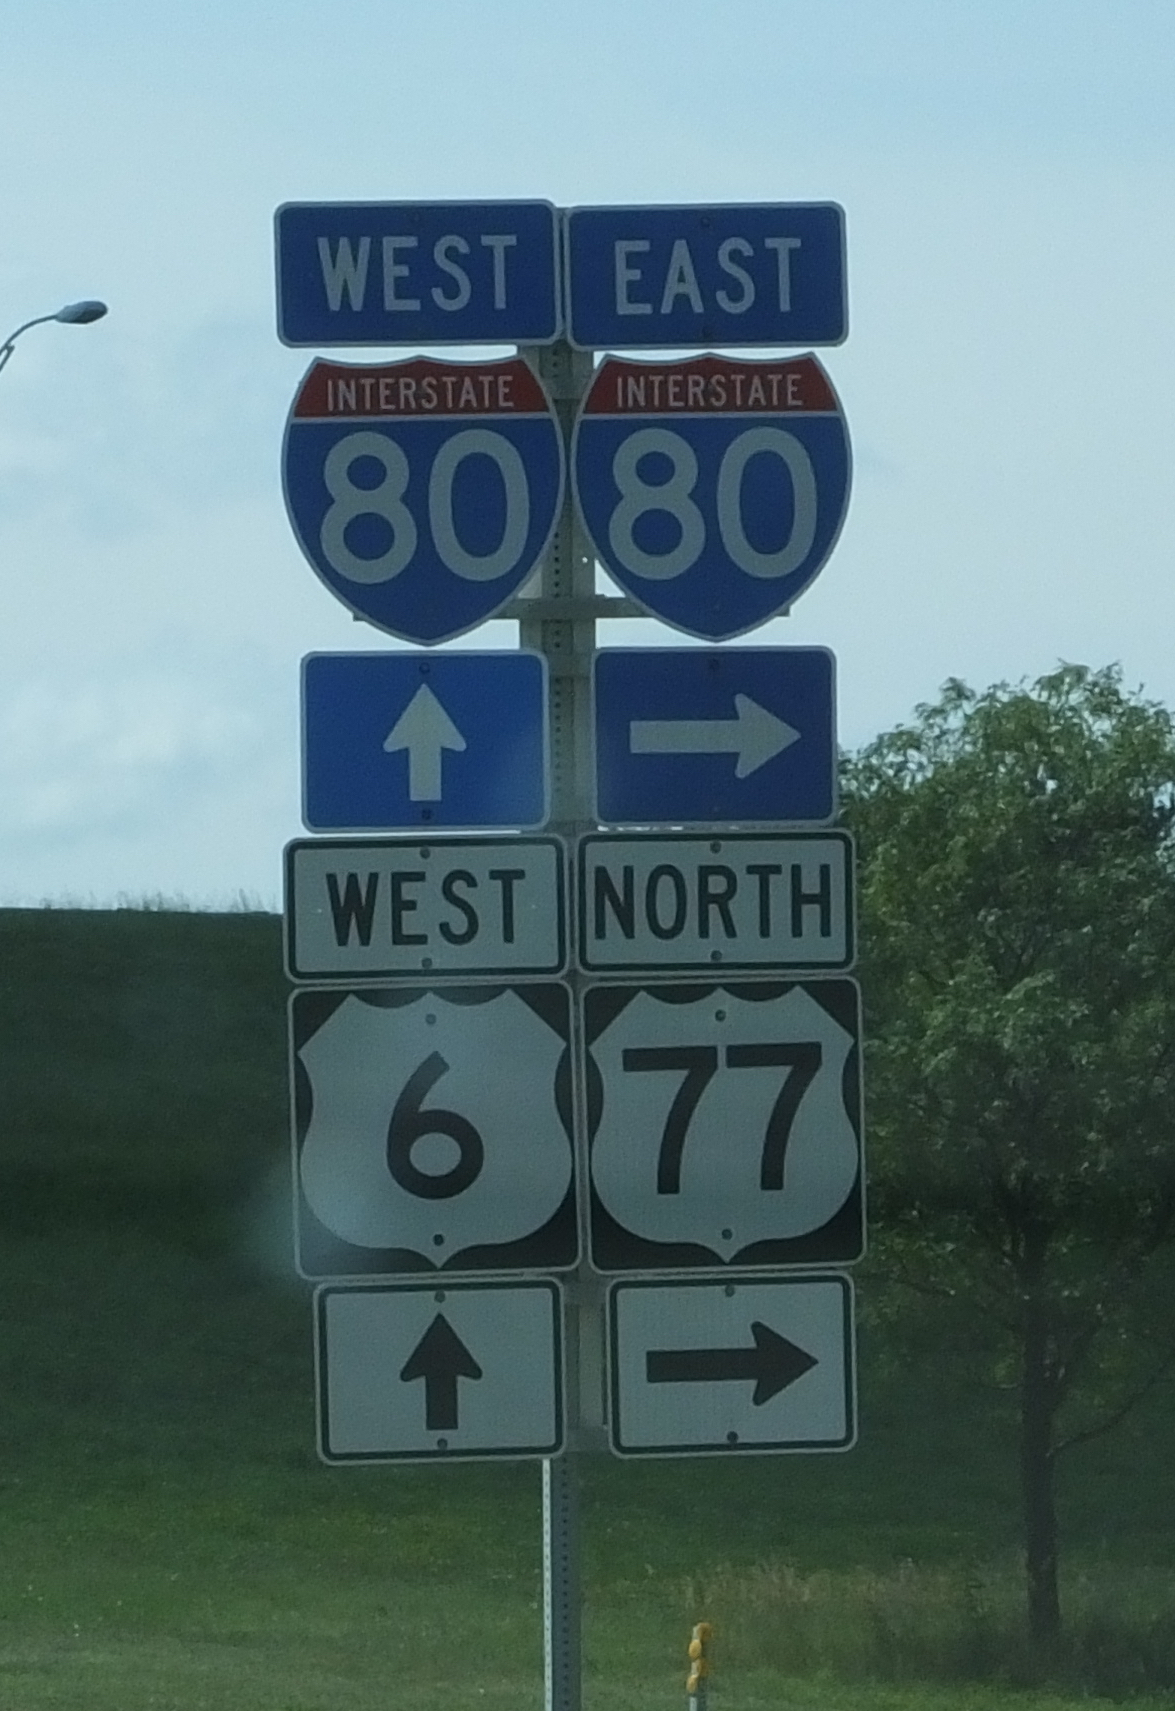 WEST EAST
INTERSTATE INTERSTATE
80 80
WEST NORTH
6 77